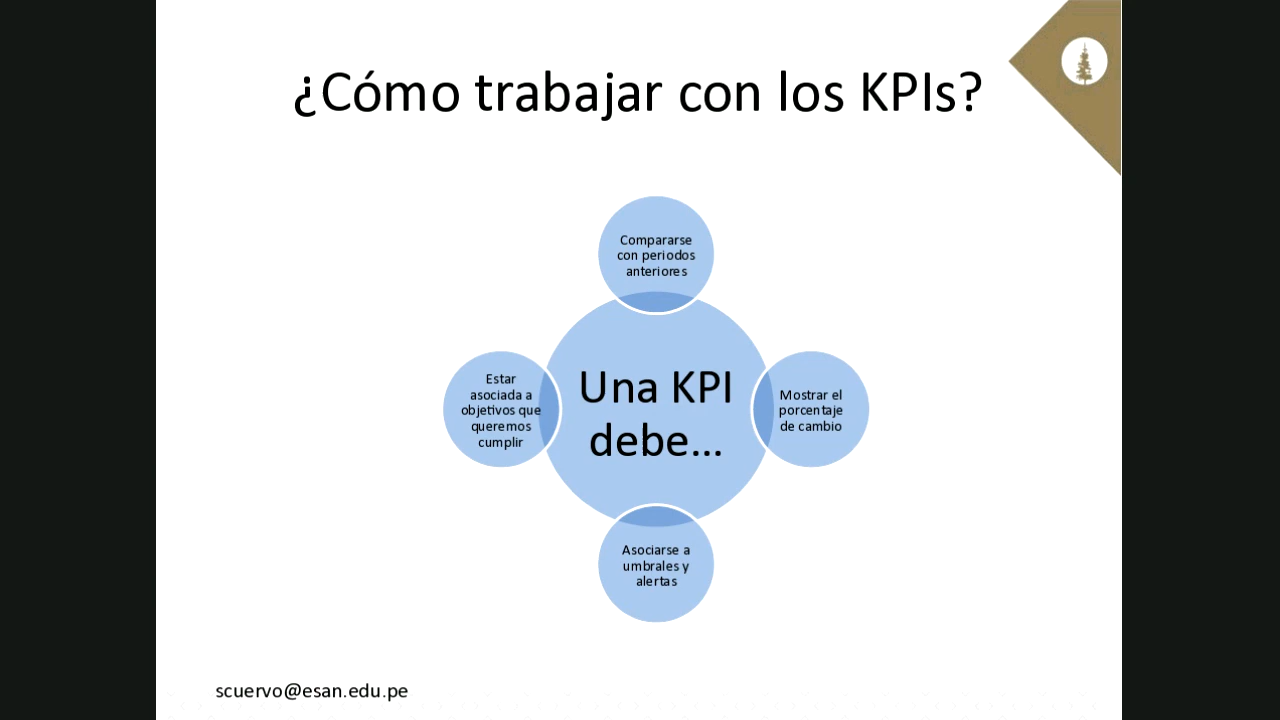 ¿Cómo trabajar con los KPIs?
Compararse
con periodos
anteriores
Estar
asociada a
objetivos que
queremos
cumplir
Una KPI
debe...
Mostrar el
porcentaje
de cambio
Asociarse a
umbrales y
alertas
scuervo@esan.edu.pe